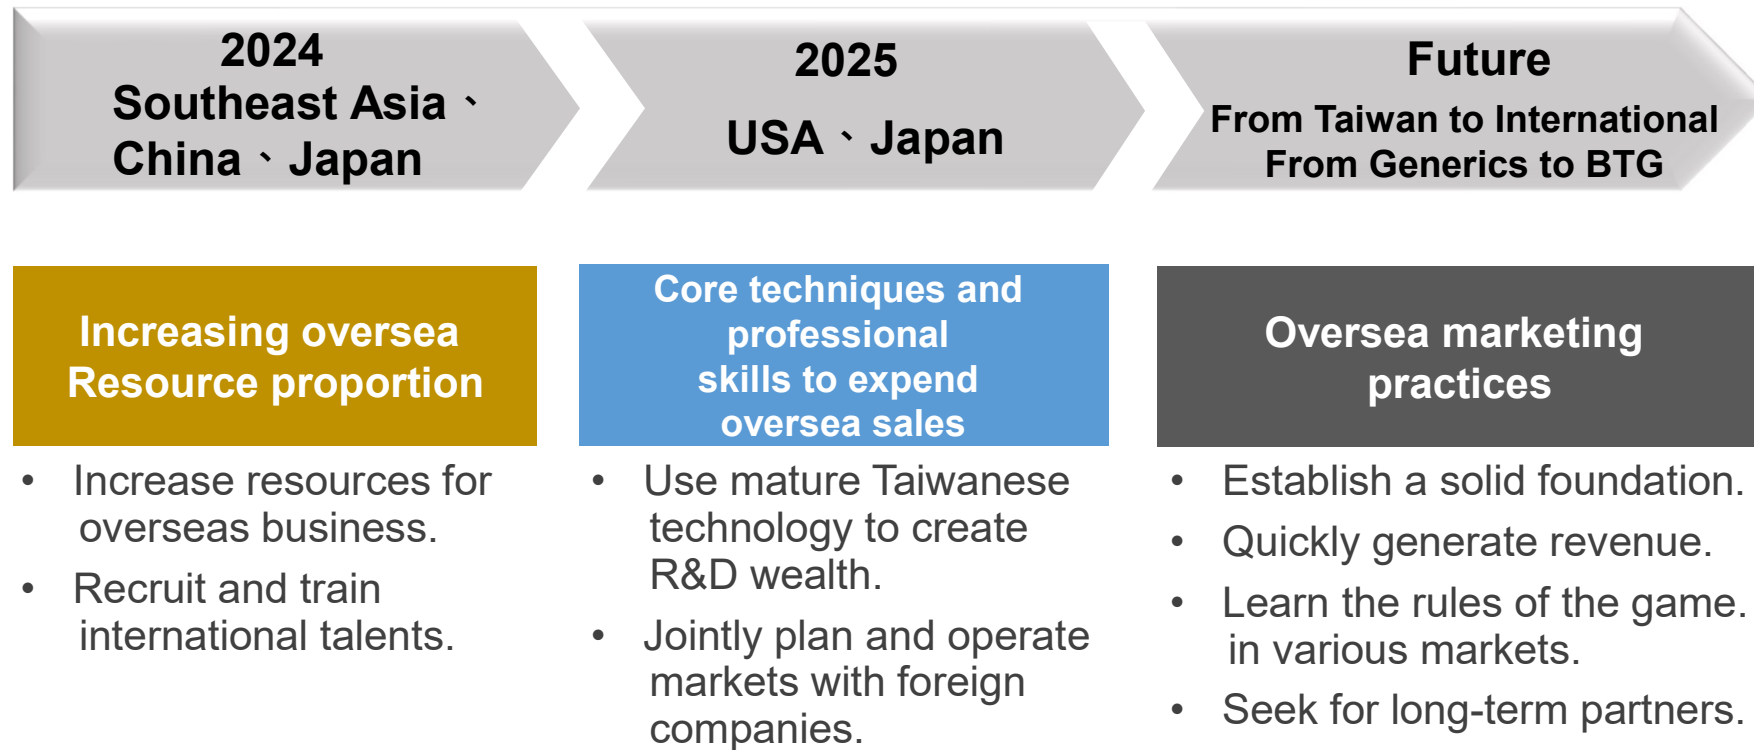 2024
Southeast Asia、
China、Japan
2025
USA、Japan
Future
From Taiwan to International
From Generics to BTG
Increasing oversea
Resource proportion
Core techniques and
professional
skills to expend
oversea sales
Oversea marketing
practices
• Increase resources for
overseas business.
• Recruit and train
international talents.
• Use mature Taiwanese
technology to create
R&D wealth.
• Jointly plan and operate
markets with foreign
companies.
• Establish a solid foundation.
• Quickly generate revenue.
• Learn the rules of the game.
in various markets.
• Seek for long-term partners.